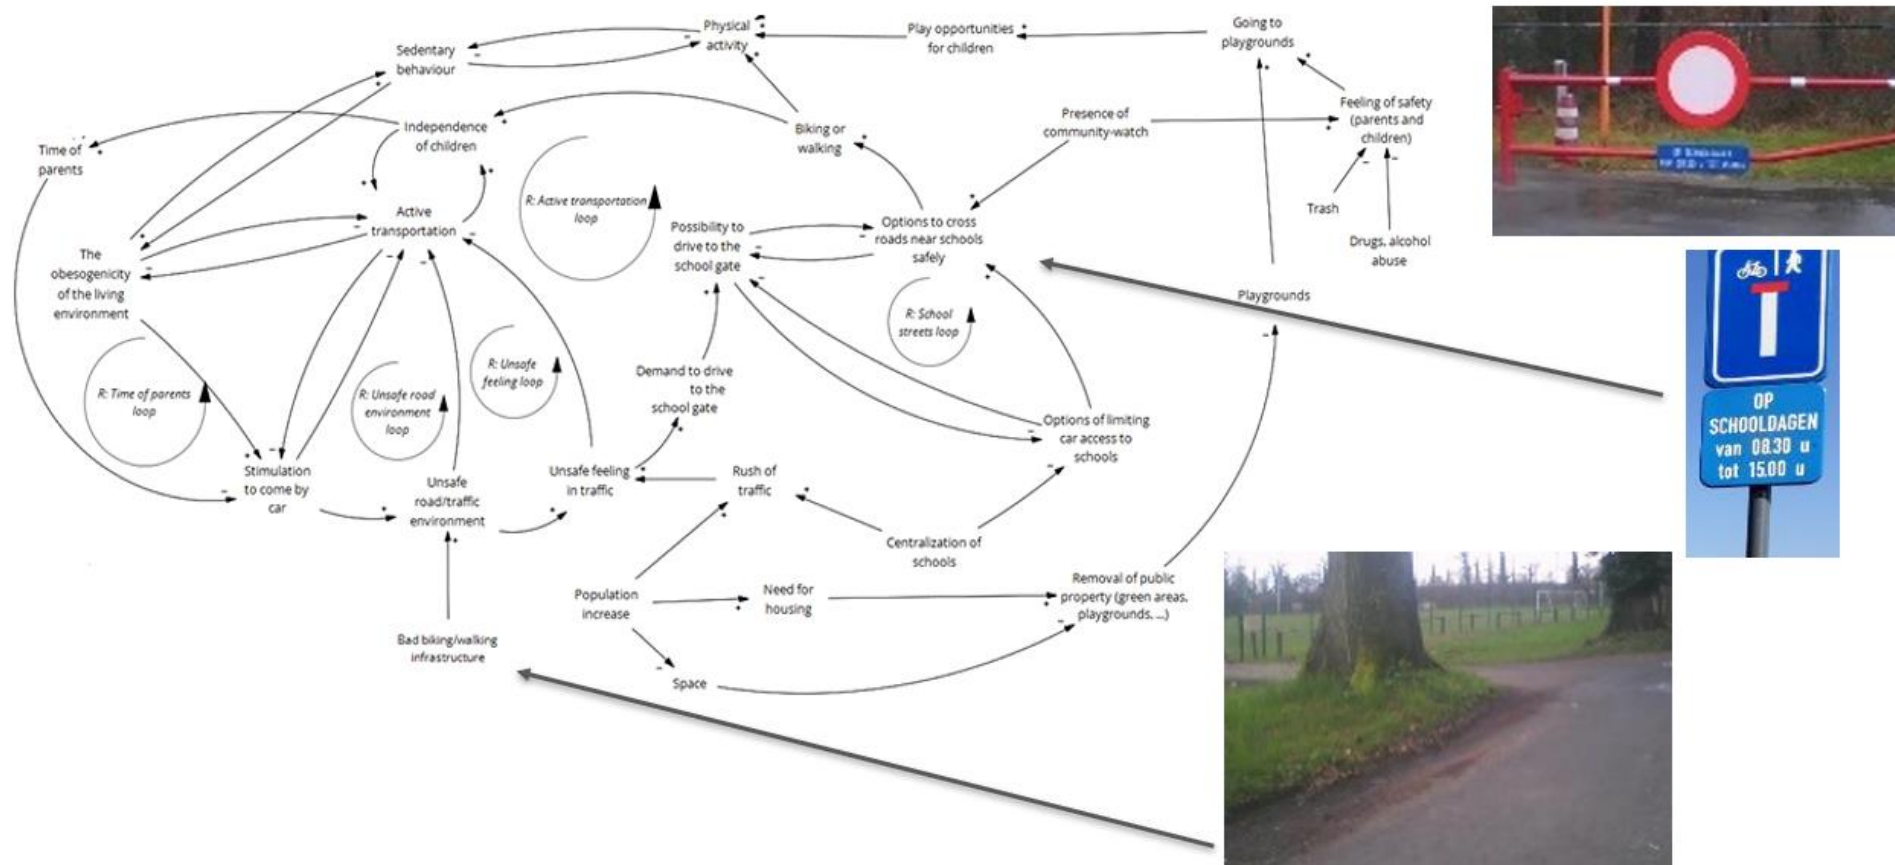 Physical
activity
Play opportunities
for children
Going to
playgrounds
Sedentary
behaviour
Feeling of safety
(parents and
children)
Presence of
community-watch
Independence
of children
Biking or
walking
Time of
parents
Trash
Drugs, alcohol
abuse
Active
transportation
R: Active transportation
loop
Possibility to
drive to the
school gate
Options to cross
roads near schools
safely
The
obesogenicity
of the living
environment
Playgrounds
R: School
streets loop
R: Time of parents
loop
R: Unsafe road
environment
loop
R: Unsafe
feeling loop
Demand to drive
to the
school gate
Options of limiting
car access to
schools
Stimulation
to come by
car
Unsafe
road/traffic
environment
Unsafe feeling
in traffic
Rush of
traffic
Centralization of
schools
Population
increase
Need for
housing
Removal of public
property (green areas,
playgrounds, ...)
Bad biking/walking
infrastructure
Space
OP
SCHOOLDAGEN
van 08.30 u
tot 15.00 u